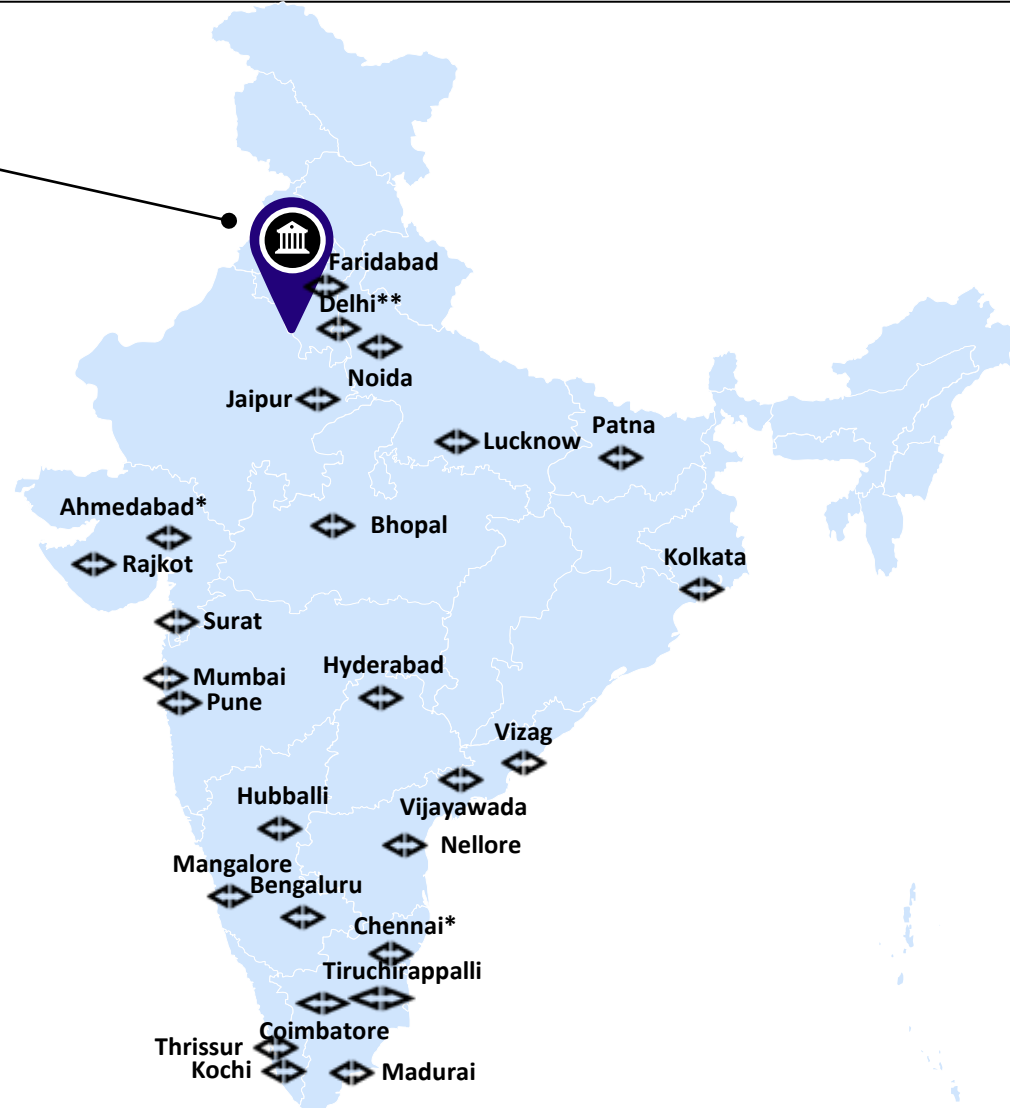 Faridabad
Delhi**
Noida
Jaipur
Lucknow
Patna
Ahmedabad*
Bhopal
Rajkot
Kolkata
Surat
Hyderabad
Mumbai
Pune
Vizag
Hubballi
Vijayawada
Nellore
Mangalore
Bengaluru
Chennai*
Tiruchirappalli
Coimbatore
Thrissur
Kochi
Madurai